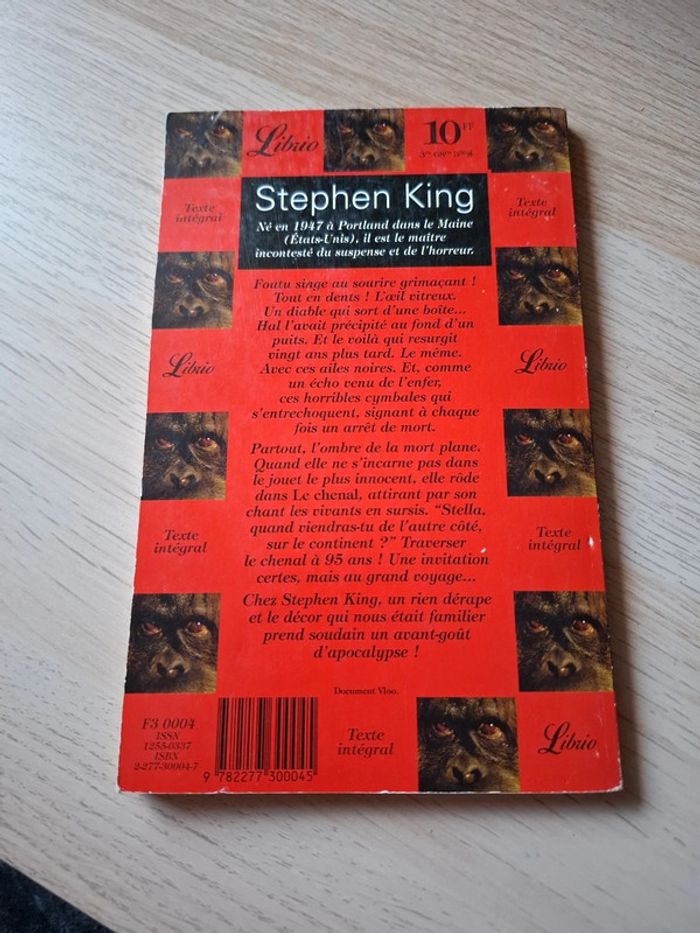 Librio
10 FF
Texte
intégral
Stephen King
Né en 1947 à Portland dans le Maine
(États-Unis), il est le maître
incontesté du suspense et de l'horreur.
Texte
intégral
Foutu singe au sourire grimaçant !
Tout en dents ! L'œil vitreux.
Un diable qui sort d'une boîte...
Hal l'avait précipité au fond d'un
puits. Et le voilà qui resurgit
vingt ans plus tard. Le même.
Avec ces ailes noires. Et, comme
un écho venu de l'enfer,
ces horribles cymbales qui
s'entrechoquent, signant à chaque
fois un arrêt de mort.
Librio
Librio
Partout, l'ombre de la mort plane.
Quand elle ne s'incarne pas dans
le jouet le plus innocent, elle rôde
dans Le chenal, attirant par son
chant les vivants en sursis. "Stella,
quand viendras-tu de l'autre côté,
sur le continent ?" Traverser
le chenal à 95 ans ! Une invitation
certes, mais au grand voyage...
Texte
intégral
Texte
intégral
Chez Stephen King, un rien dérape
et le décor qui nous était familier
prend soudain un avant-goût
d'apocalypse !
Document Vloo.
F3 0004
ISSN
1255-0337
ISBN
2-277-30004-7
9 782277 300045
Texte
intégral
Librio